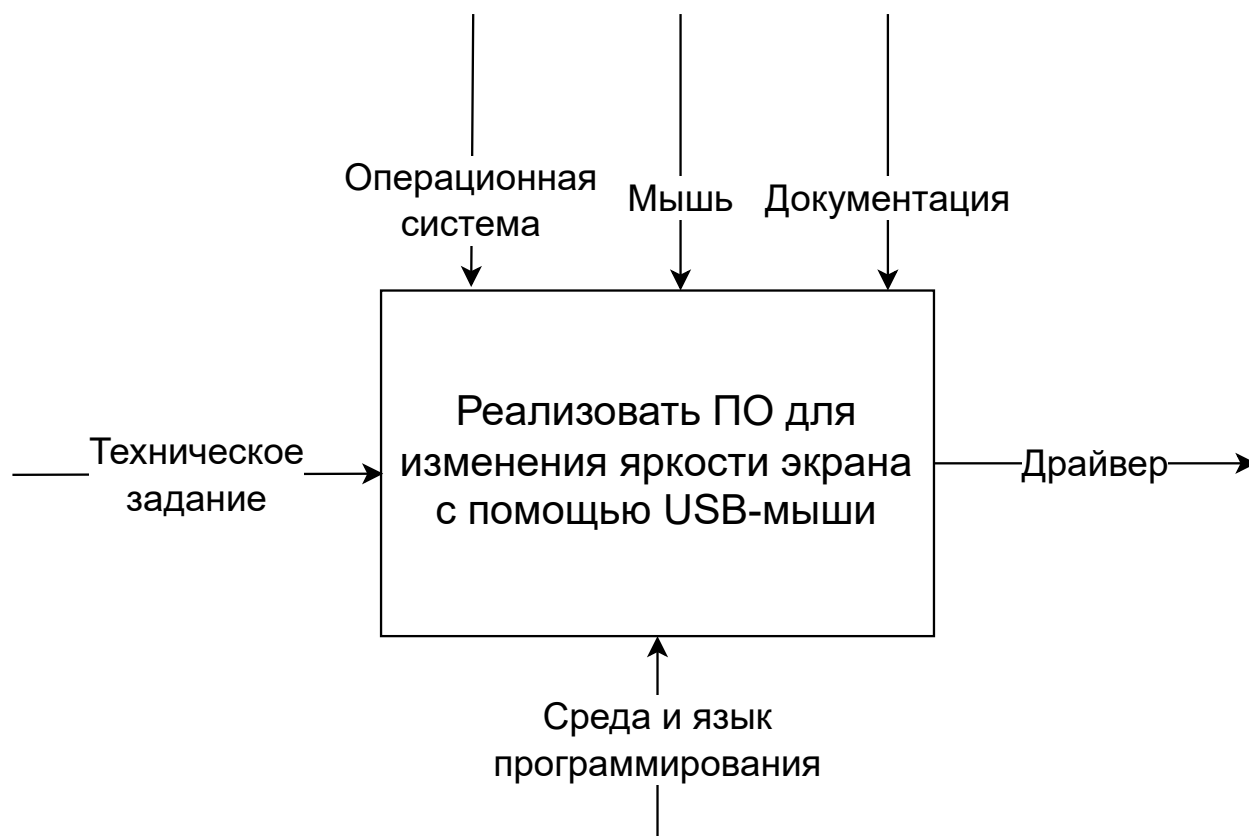 Операционная
система
Мышь
Документация
Реализовать ПО для
изменения яркости экрана
с помощью USB-мыши
Техническое
задание
Драйвер
Среда и язык
программирования